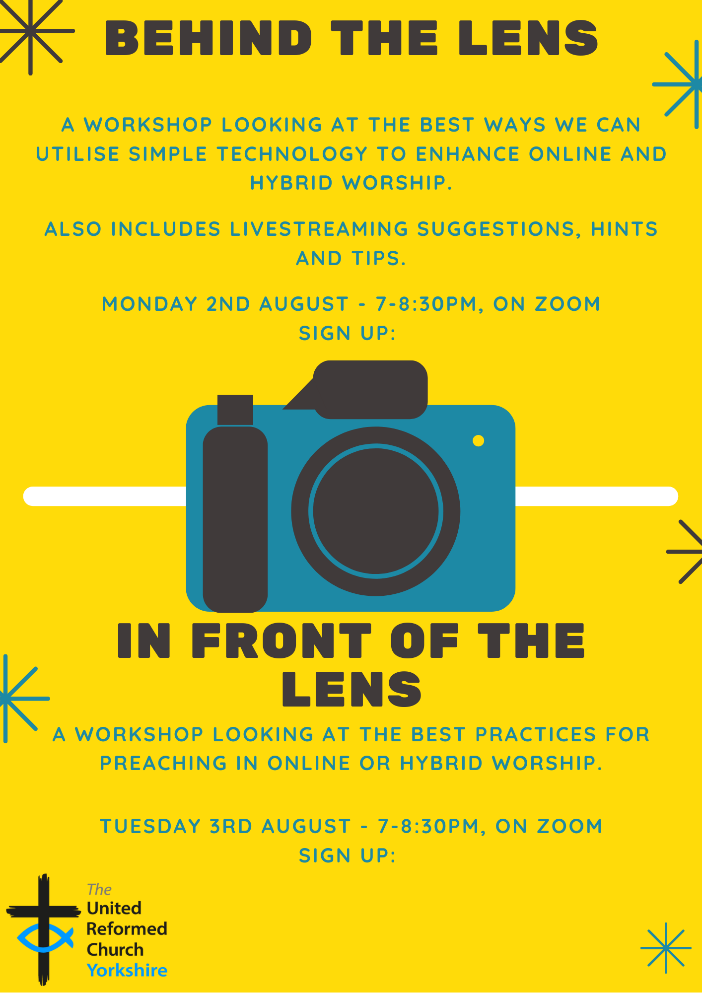 BEHIND THE LENS
A WORKSHOP LOOKING AT THE BEST WAYS WE CAN
UTILISE SIMPLE TECHNOLOGY TO ENHANCE ONLINE AND
HYBRID WORSHIP.
ALSO INCLUDES LIVESTREAMING SUGGESTIONS, HINTS
AND TIPS.
MONDAY 2ND AUGUST - 7-8:30PM, ON ZOOM
SIGN UP:
IN FRONT OF THE
LENS
A WORKSHOP LOOKING AT THE BEST PRACTICES FOR
PREACHING IN ONLINE OR HYBRID WORSHIP.
TUESDAY 3RD AUGUST - 7-8:30PM, ON ZOOM
SIGN UP:
The
United
Reformed
Church
Yorkshire